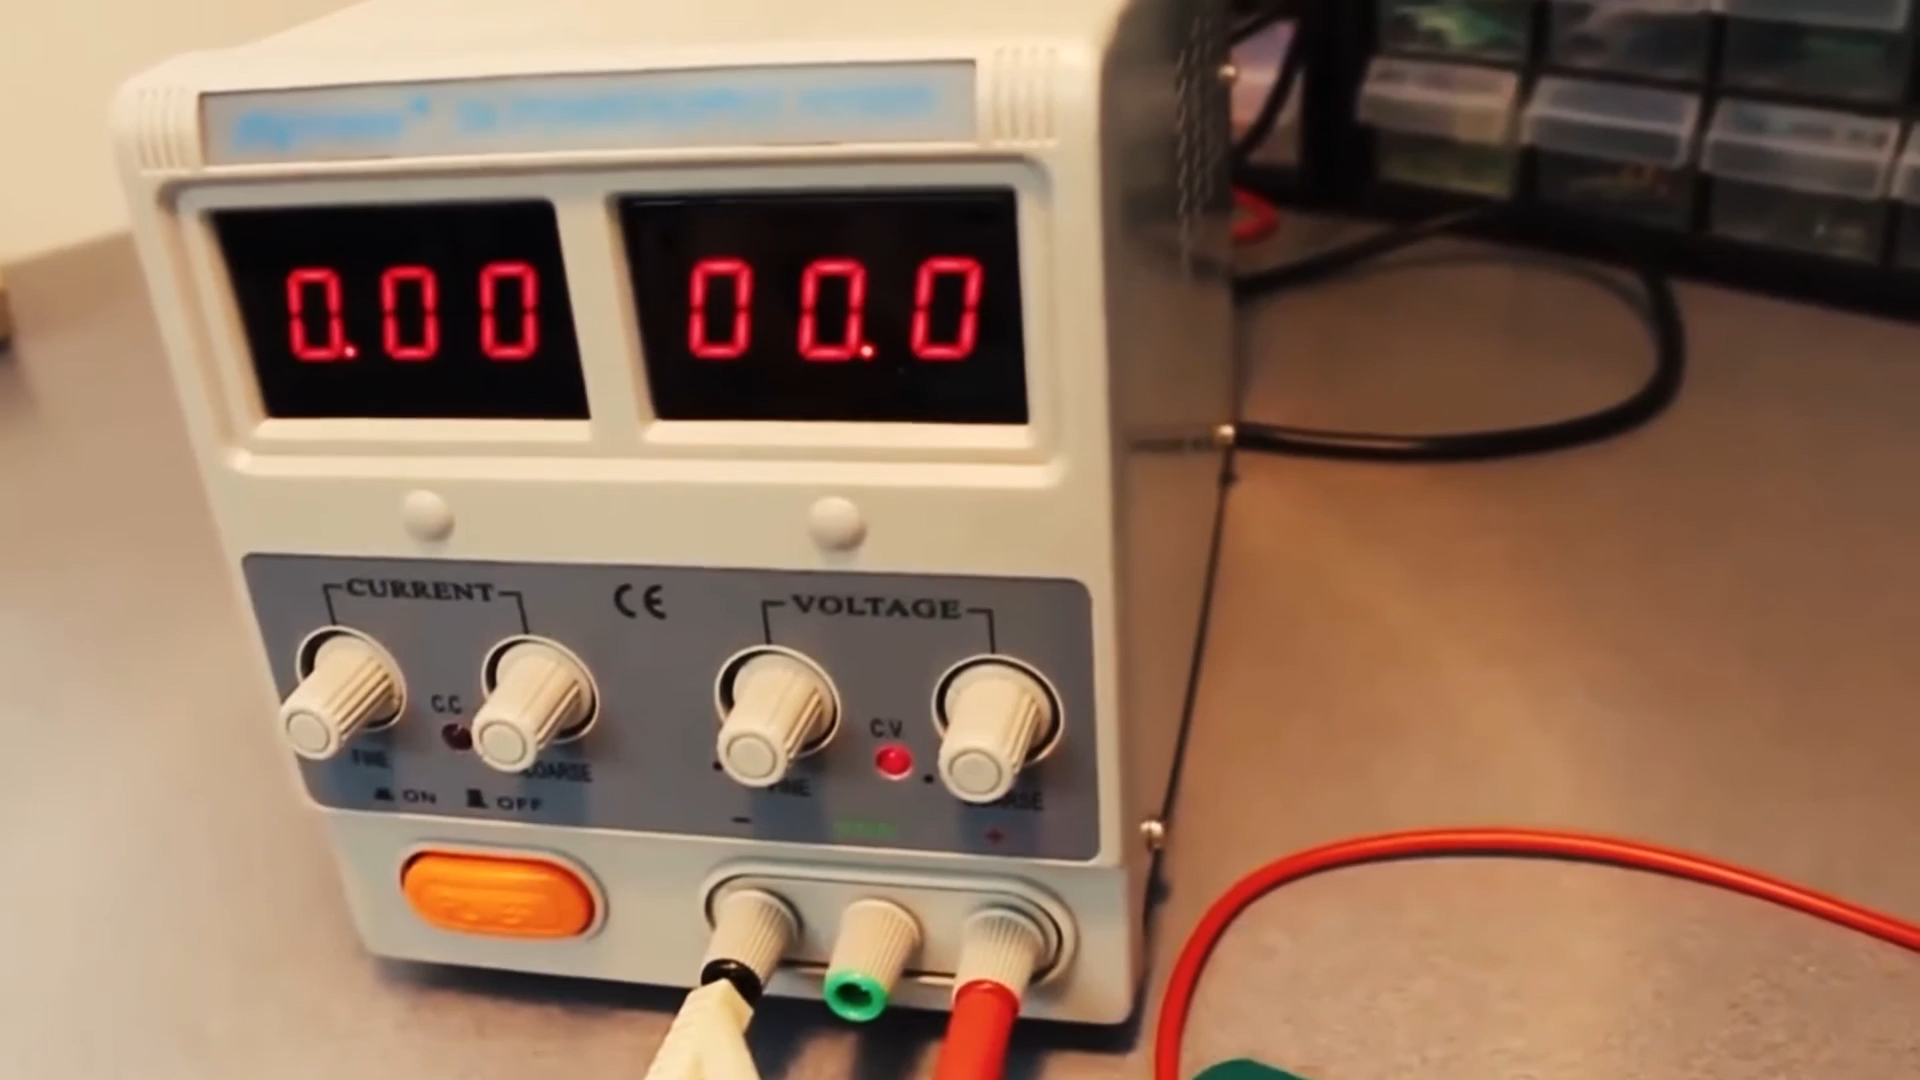 0.00 00.0
CURRENT CE VOLTAGE
C.C C.V
FINE COARSE FINE COARSE
ON OFF
- +